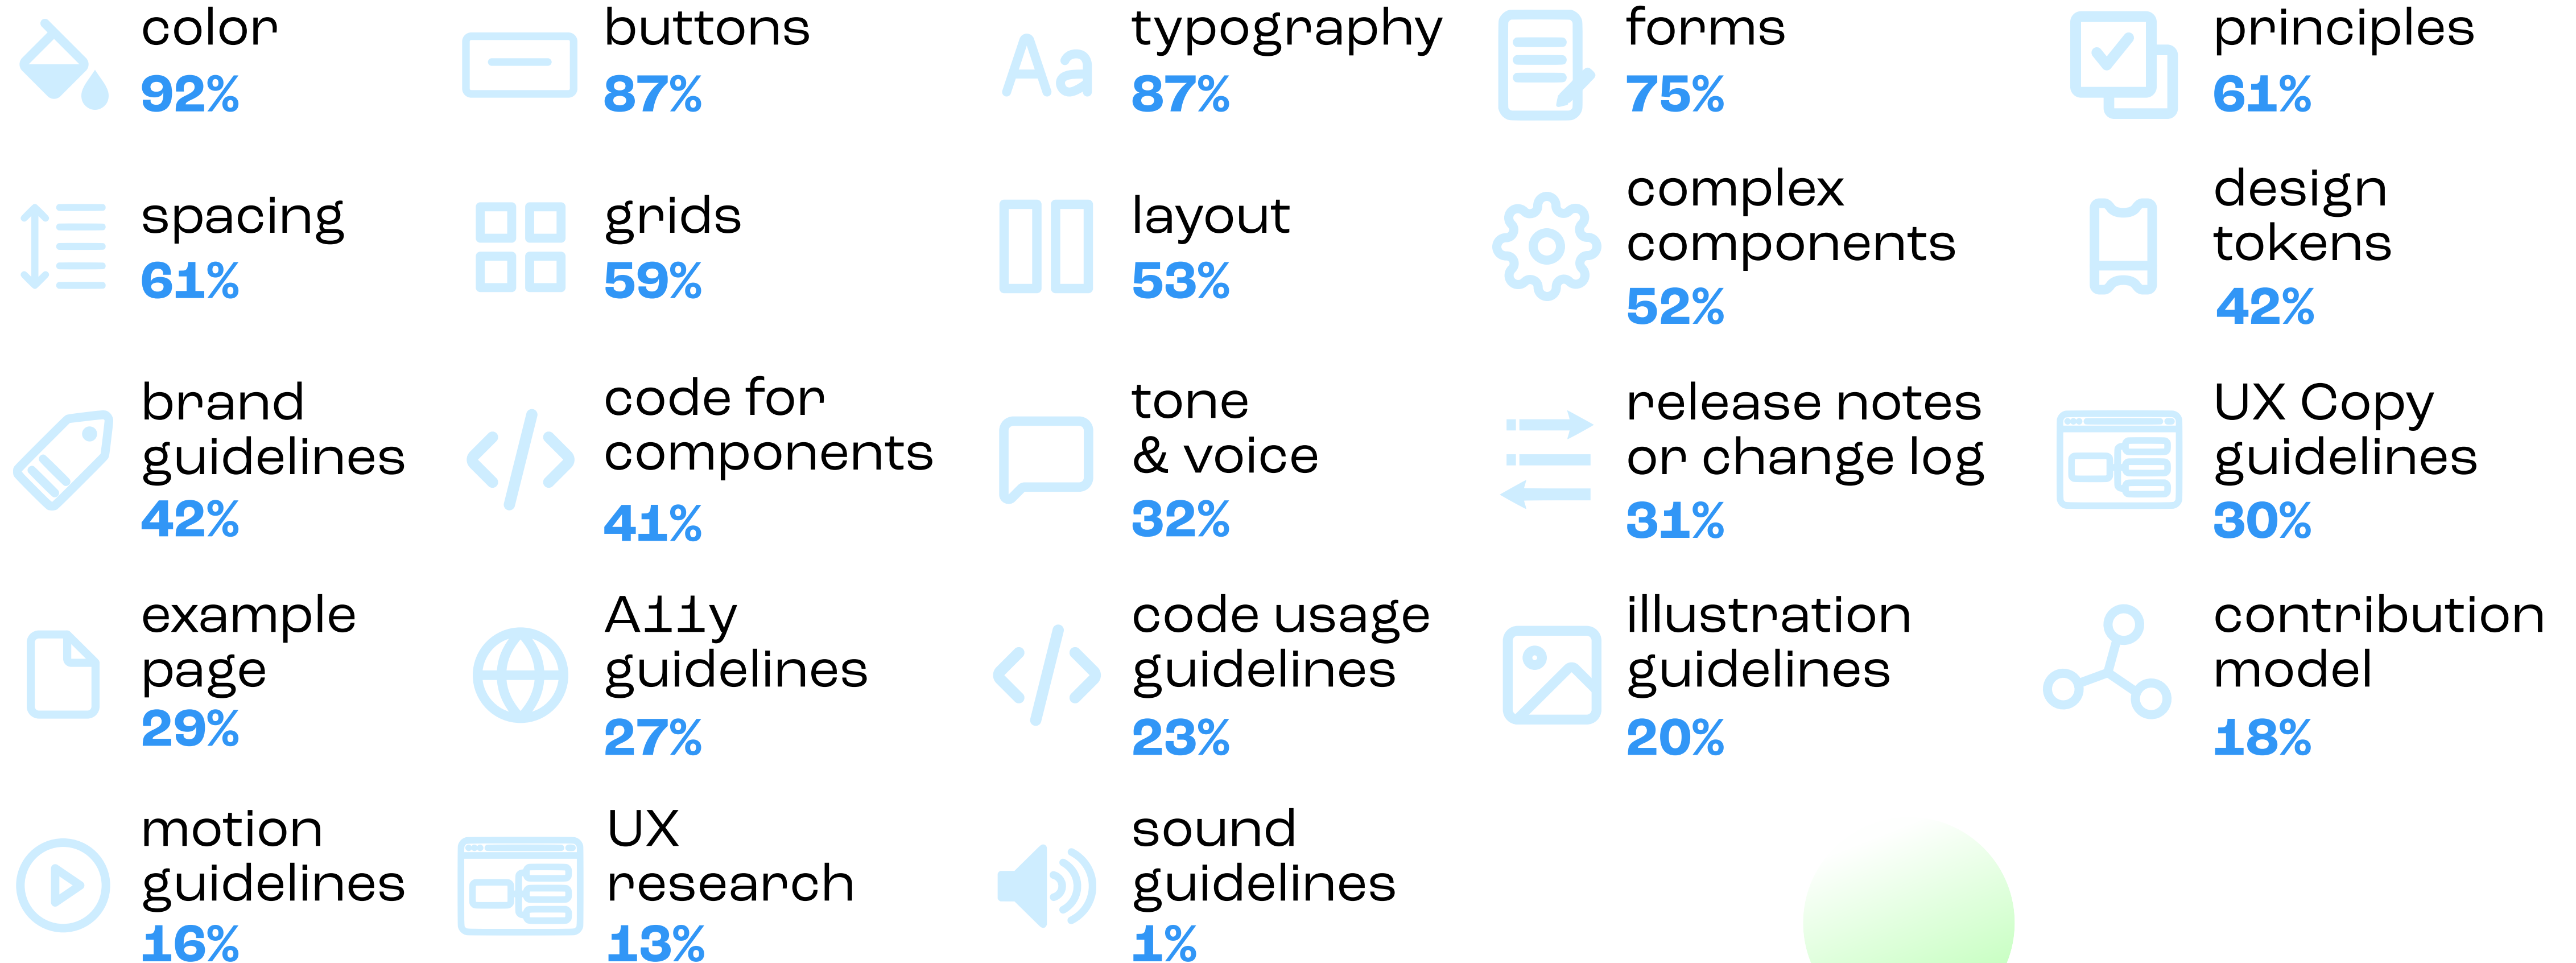 color
92%
buttons
87%
typography
87%
forms
75%
principles
61%
spacing
61%
grids
59%
layout
53%
complex
components
52%
design
tokens
42%
brand
guidelines
42%
code for
components
41%
tone
& voice
32%
release notes
or change log
31%
UX Copy
guidelines
30%
example
page
29%
A11y
guidelines
27%
code usage
guidelines
23%
illustration
guidelines
20%
contribution
model
18%
motion
guidelines
16%
UX
research
13%
sound
guidelines
1%